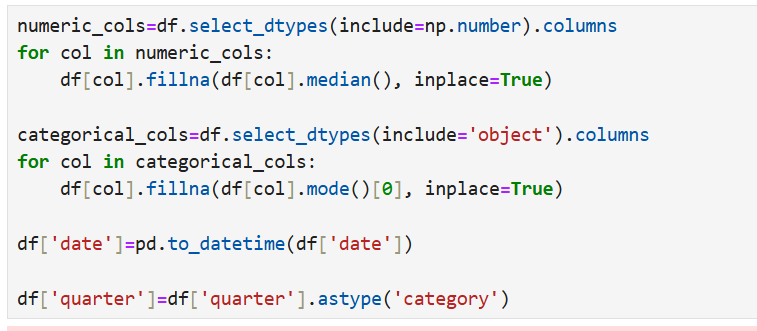 numeric_cols=df.select_dtypes(include=np.number).columns
for col in numeric_cols:
    df[col].fillna(df[col].median(), inplace=True)

categorical_cols=df.select_dtypes(include='object').columns
for col in categorical_cols:
    df[col].fillna(df[col].mode()[0], inplace=True)

df['date']=pd.to_datetime(df['date'])

df['quarter']=df['quarter'].astype('category')